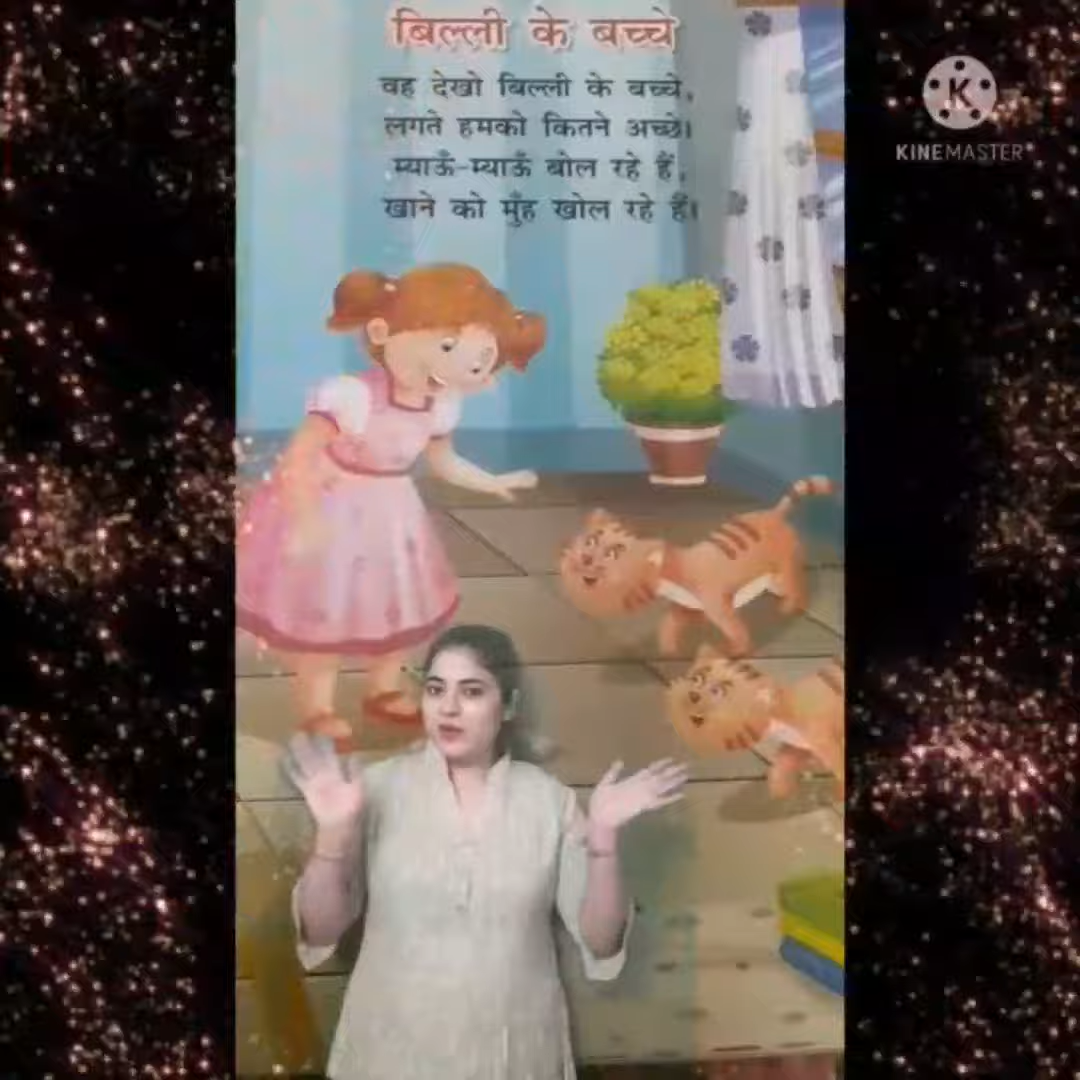 बिल्ली के बच्चे
वह देखो बिल्ली के बच्चे,
लगते हमको कितने अच्छे।
म्याऊँ-म्याऊँ बोल रहे हैं,
खाने को मुँह खोल रहे हैं।
K
KINEMASTER